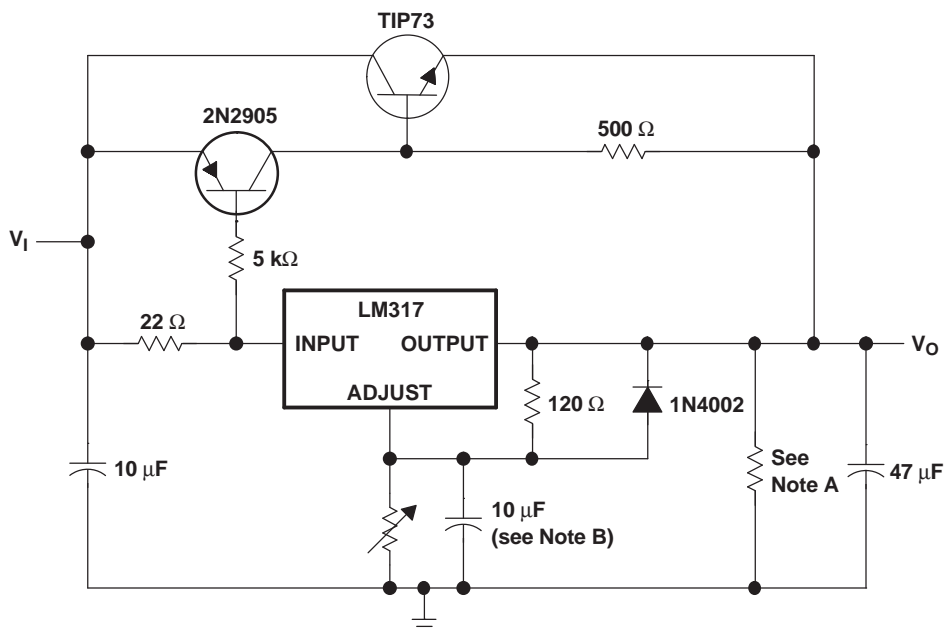 TIP73
2N2905
500 Ω
V_I
5 kΩ
22 Ω
LM317
INPUT OUTPUT
ADJUST
V_O
120 Ω
1N4002
10 μF
See
Note A
47 μF
10 μF
(see Note B)